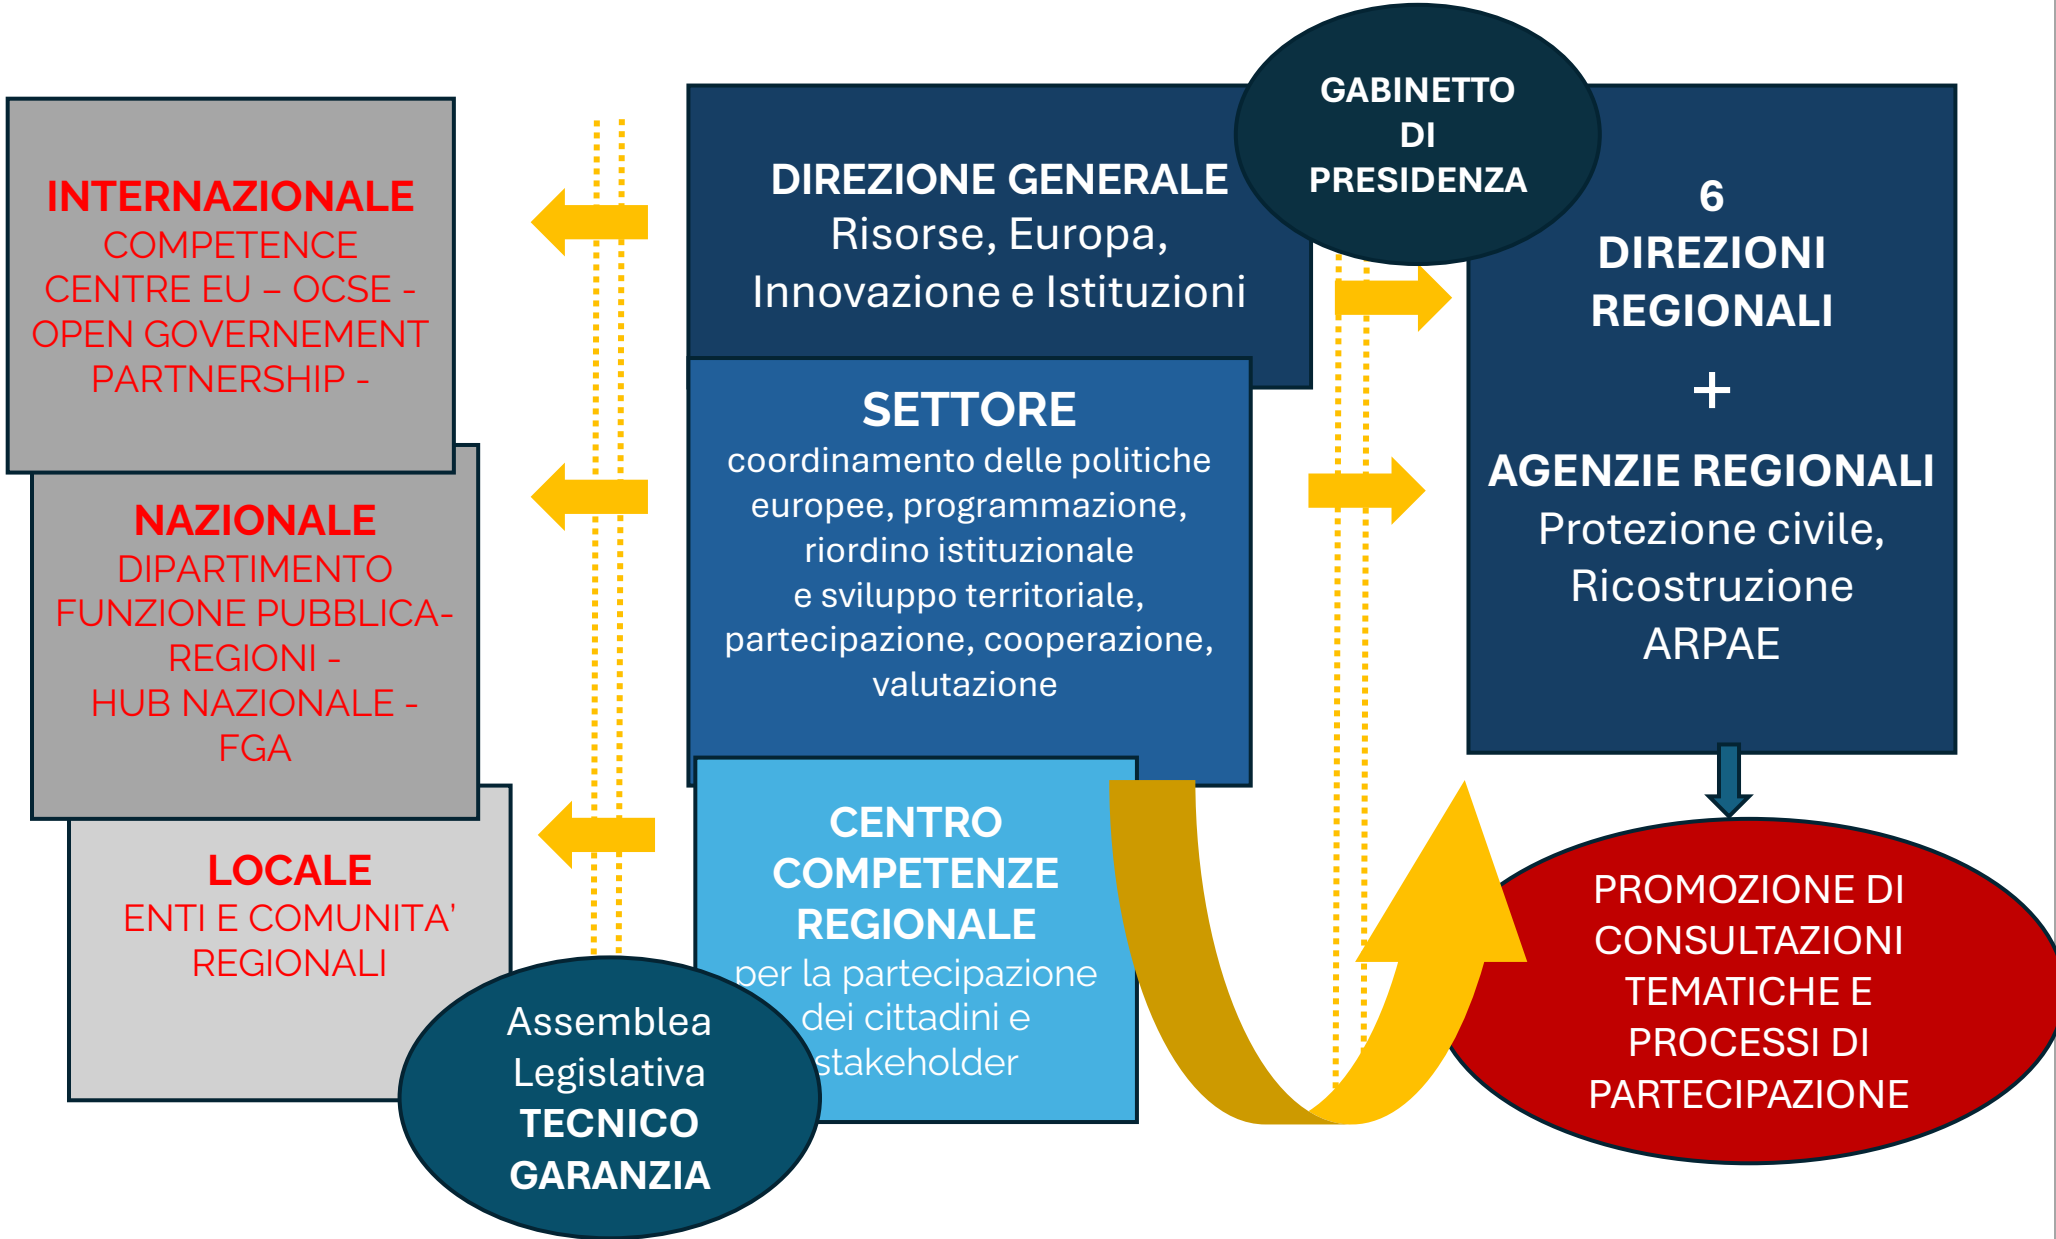 INTERNAZIONALE
COMPETENCE
CENTRE EU – OCSE -
OPEN GOVERNEMENT
PARTNERSHIP -
NAZIONALE
DIPARTIMENTO
FUNZIONE PUBBLICA-
REGIONI -
HUB NAZIONALE -
FGA
LOCALE
ENTI E COMUNITA’
REGIONALI
Assemblea
Legislativa
TECNICO
GARANZIA
DIREZIONE GENERALE
Risorse, Europa,
Innovazione e Istituzioni
SETTORE
coordinamento delle politiche
europee, programmazione,
riordino istituzionale
e sviluppo territoriale,
partecipazione, cooperazione,
valutazione
CENTRO
COMPETENZE
REGIONALE
per la partecipazione
dei cittadini e
stakeholder
GABINETTO
DI
PRESIDENZA
6
DIREZIONI
REGIONALI
+
AGENZIE REGIONALI
Protezione civile,
Ricostruzione
ARPAE
PROMOZIONE DI
CONSULTAZIONI
TEMATICHE E
PROCESSI DI
PARTECIPAZIONE